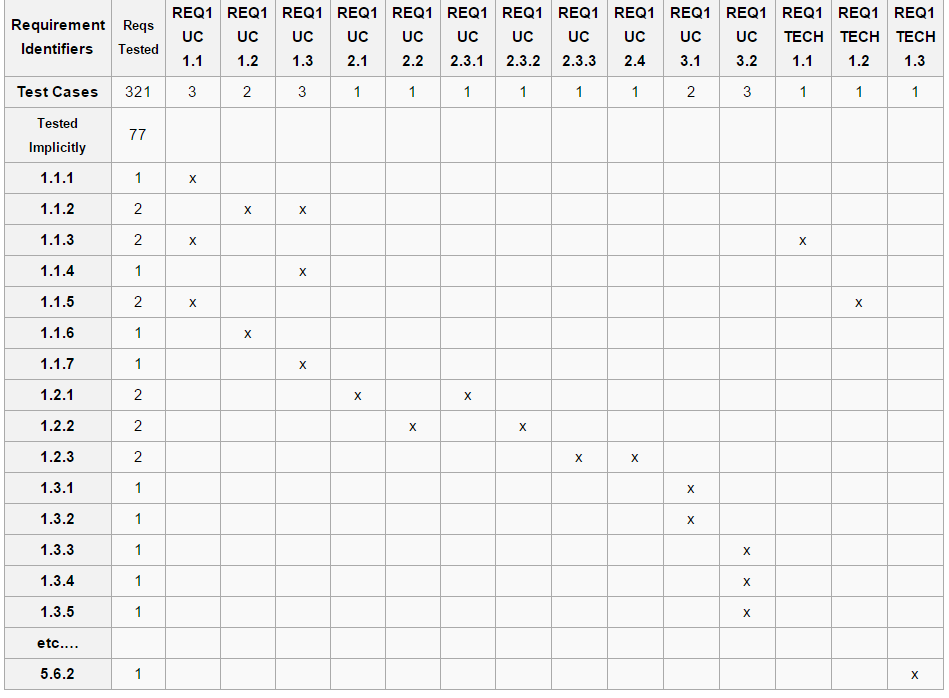 Requirement Identifiers Reqs Tested REQ1 UC 1.1 REQ1 UC 1.2 REQ1 UC 1.3 REQ1 UC 2.1 REQ1 UC 2.2 REQ1 UC 2.3.1 REQ1 UC 2.3.2 REQ1 UC 2.3.3 REQ1 UC 2.4 REQ1 UC 3.1 REQ1 UC 3.2 REQ1 TECH 1.1 REQ1 TECH 1.2 REQ1 TECH 1.3
Test Cases 321 3 2 3 1 1 1 1 1 1 2 3 1 1 1
Tested Implicitly 77
1.1.1 1 x
1.1.2 2 x x
1.1.3 2 x x
1.1.4 1 x
1.1.5 2 x x
1.1.6 1 x
1.1.7 1 x
1.2.1 2 x x
1.2.2 2 x x
1.2.3 2 x x
1.3.1 1 x
1.3.2 1 x
1.3.3 1 x
1.3.4 1 x
1.3.5 1 x
etc....
5.6.2 1 x